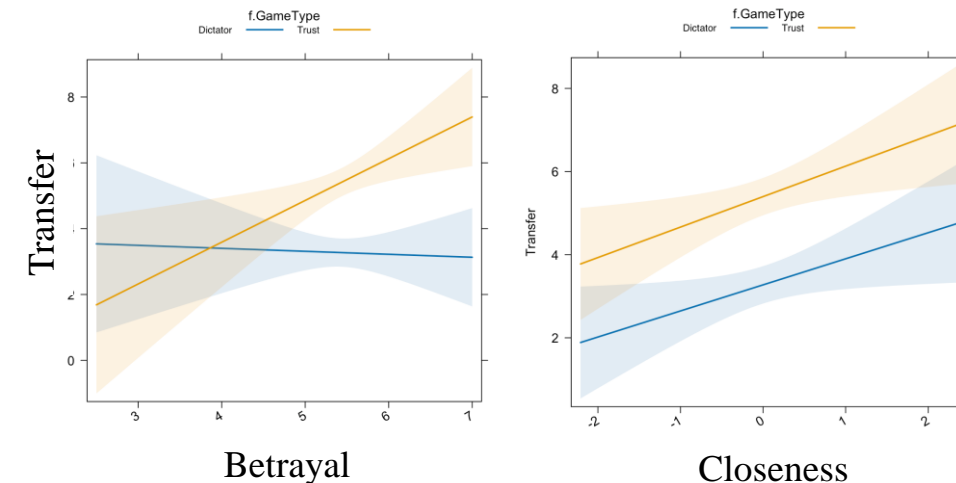 f.GameType
Dictator Trust
Transfer
8
2
0
3 4 5 6 7
Betrayal
f.GameType
Dictator Trust
Transfer
8
6
4
2
-2 -1 0 1 2
Closeness